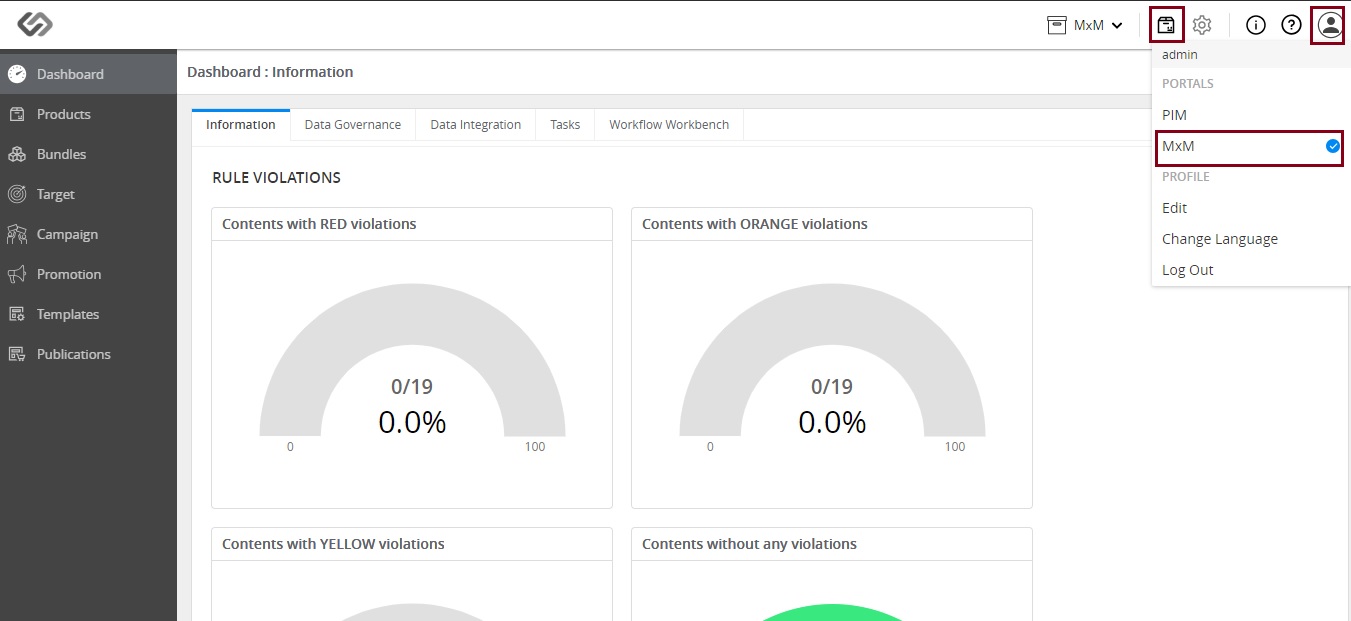 MxM
admin
PORTALS
PIM
MxM
PROFILE
Edit
Change Language
Log Out
Dashboard
Products
Bundles
Target
Campaign
Promotion
Templates
Publications
Dashboard : Information
Information Data Governance Data Integration Tasks Workflow Workbench
RULE VIOLATIONS
Contents with RED violations
0/19
0.0%
0 100
Contents with ORANGE violations
0/19
0.0%
0 100
Contents with YELLOW violations
Contents without any violations